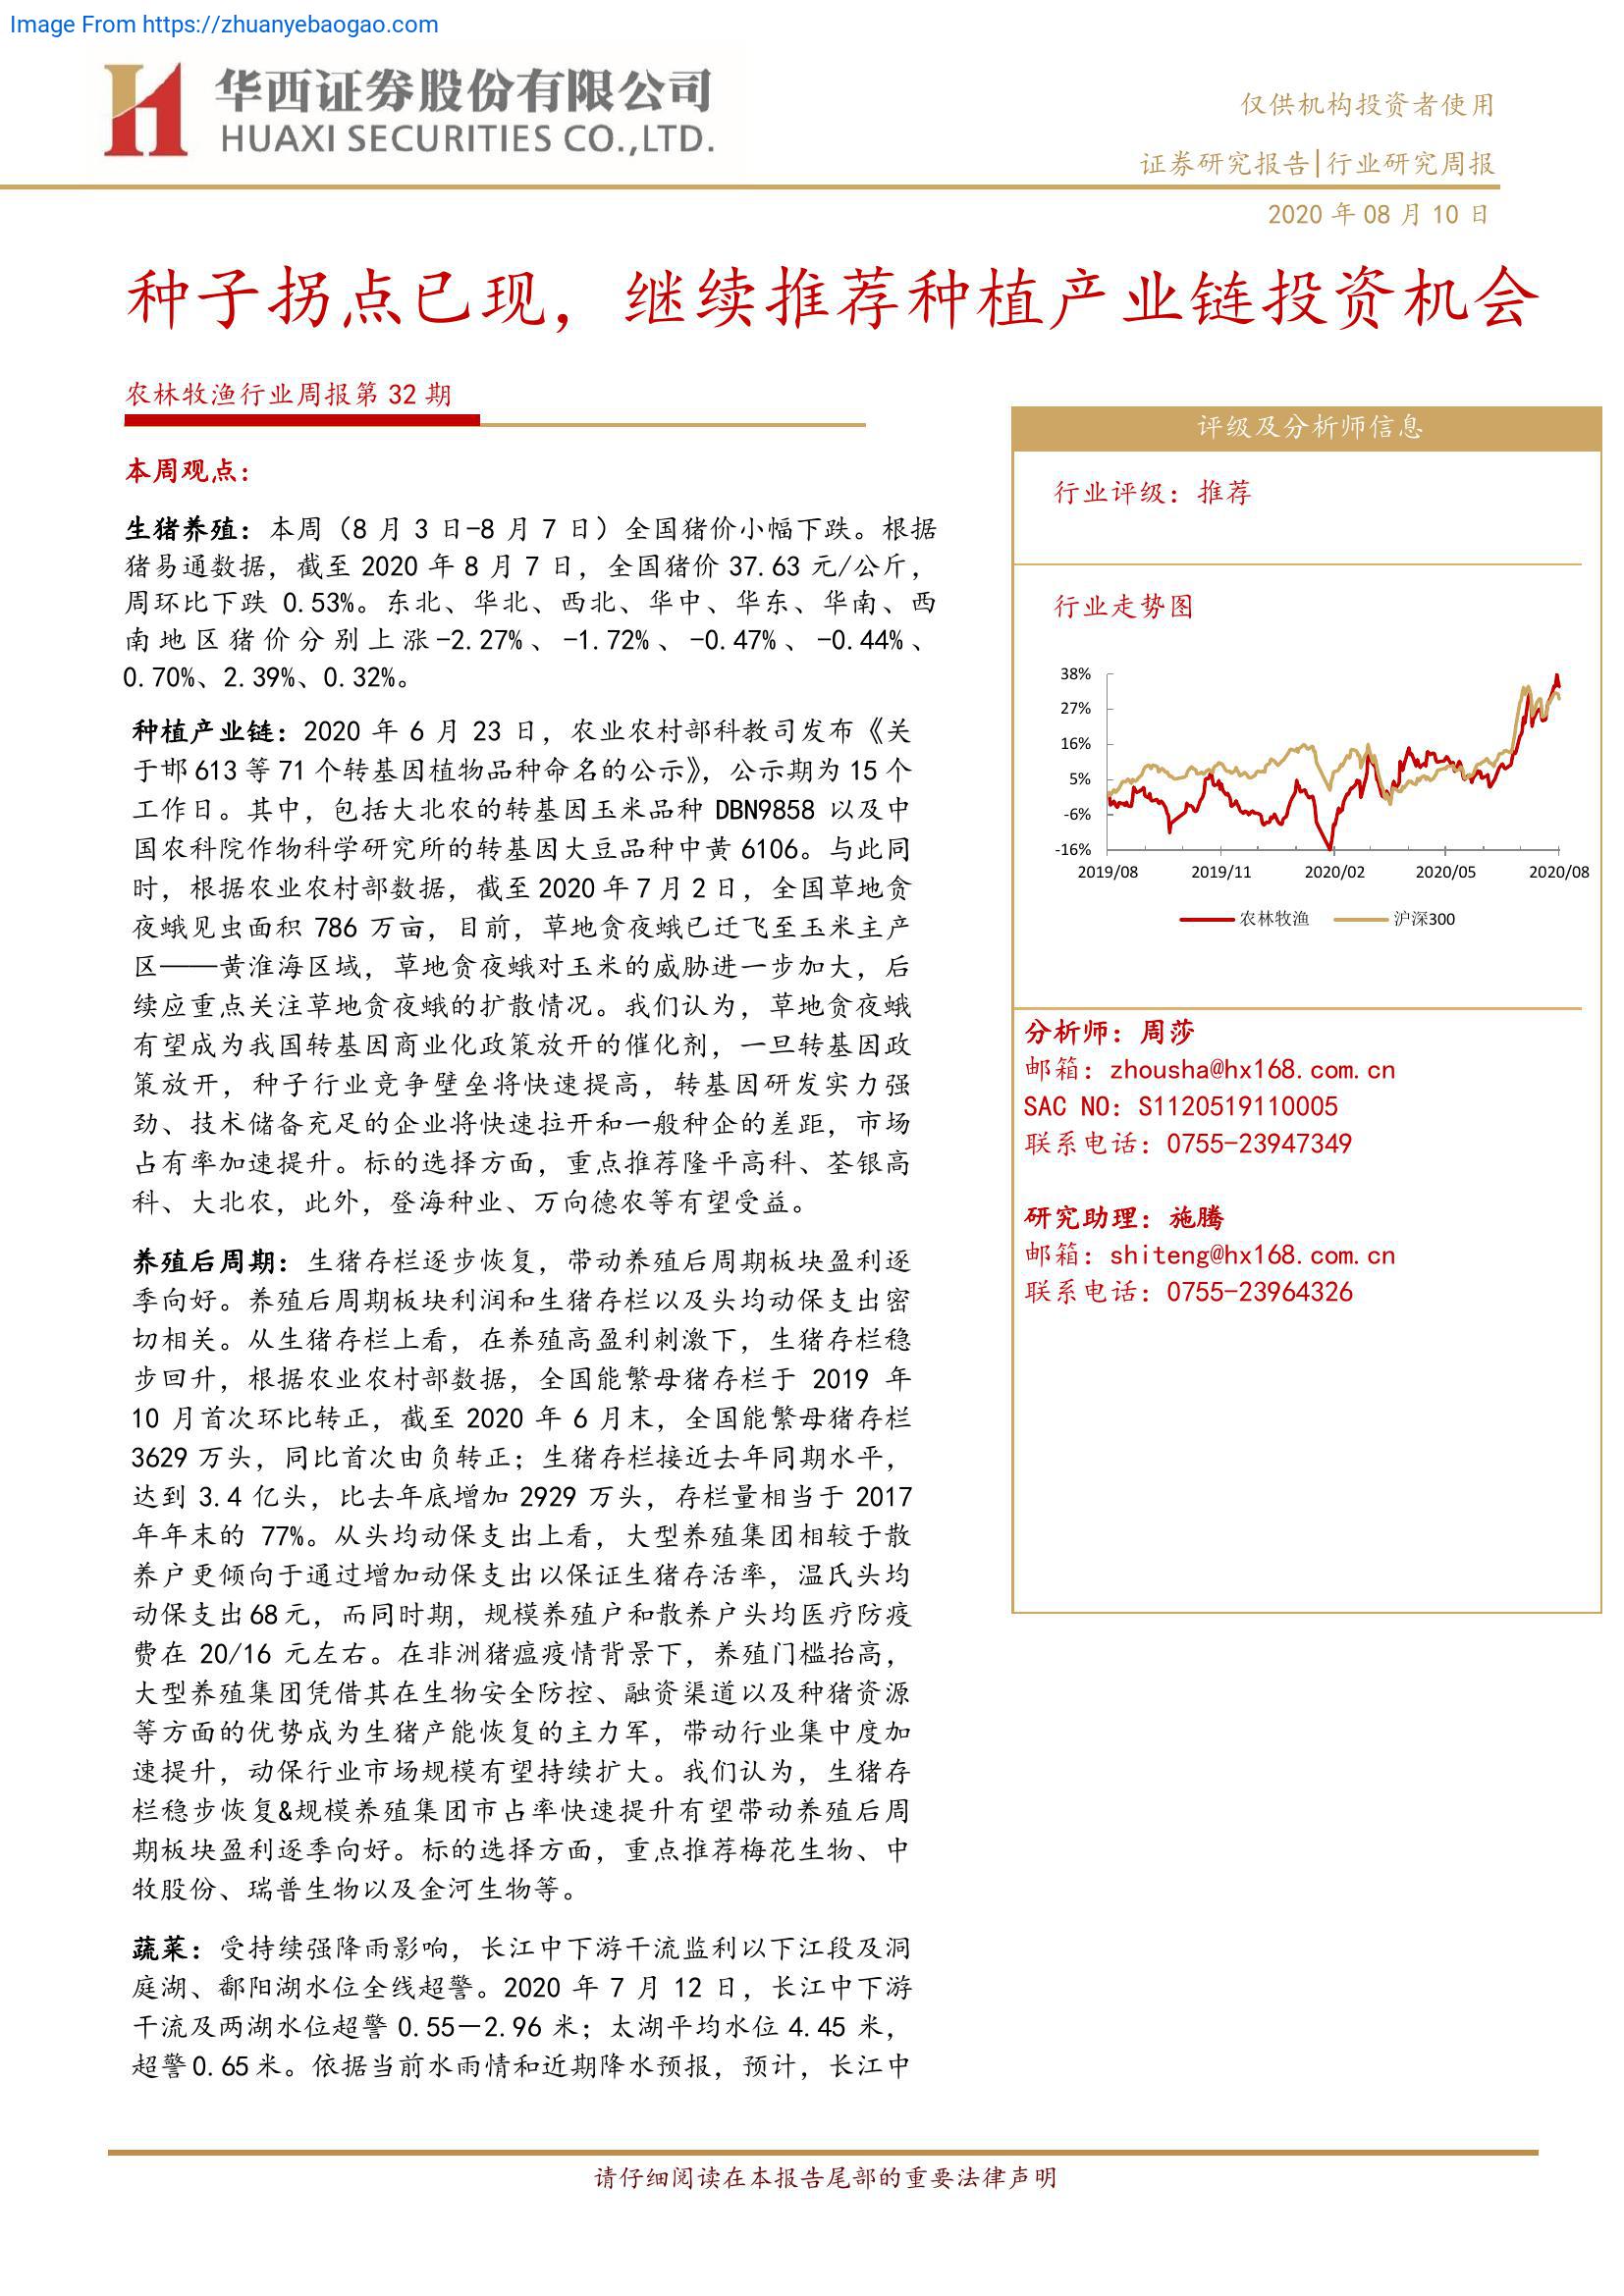 Image From https://zhuanyebaogao.com
华西证券股份有限公司
HUAXI SECURITIES CO.,LTD.
仅供机构投资者使用
证券研究报告|行业研究周报
2020 年 08 月 10 日
种子拐点已现，继续推荐种植产业链投资机会
农林牧渔行业周报第 32 期
本周观点：
生猪养殖：本周（8 月 3 日-8 月 7 日）全国猪价小幅下跌。根据
猪易通数据，截至 2020 年 8 月 7 日，全国猪价 37.63 元/公斤，
周环比下跌 0.53%。东北、华北、西北、华中、华东、华南、西
南地区猪价分别上涨-2.27%、-1.72%、-0.47%、-0.44%、
0.70%、2.39%、0.32%。
种植产业链：2020 年 6 月 23 日，农业农村部科教司发布《关
于邯 613 等 71 个转基因植物品种命名的公示》，公示期为 15 个
工作日。其中，包括大北农的转基因玉米品种 DBN9858 以及中
国农科院作物科学研究所的转基因大豆品种中黄 6106。与此同
时，根据农业农村部数据，截至 2020 年 7 月 2 日，全国草地贪
夜蛾见虫面积 786 万亩，目前，草地贪夜蛾已迁飞至玉米主产
区——黄淮海区域，草地贪夜蛾对玉米的威胁进一步加大，后
续应重点关注草地贪夜蛾的扩散情况。我们认为，草地贪夜蛾
有望成为我国转基因商业化政策放开的催化剂，一旦转基因政
策放开，种子行业竞争壁垒将快速提高，转基因研发实力强
劲、技术储备充足的企业将快速拉开和一般种企的差距，市场
占有率加速提升。标的选择方面，重点推荐隆平高科、荃银高
科、大北农，此外，登海种业、万向德农等有望受益。
养殖后周期：生猪存栏逐步恢复，带动养殖后周期板块盈利逐
季向好。养殖后周期板块利润和生猪存栏以及头均动保支出密
切相关。从生猪存栏上看，在养殖高盈利刺激下，生猪存栏稳
步回升，根据农业农村部数据，全国能繁母猪存栏于 2019 年
10 月首次环比转正，截至 2020 年 6 月末，全国能繁母猪存栏
3629 万头，同比首次由负转正；生猪存栏接近去年同期水平，
达到 3.4 亿头，比去年底增加 2929 万头，存栏量相当于 2017
年年末的 77%。从头均动保支出上看，大型养殖集团相较于散
养户更倾向于通过增加动保支出以保证生猪存活率，温氏头均
动保支出 68 元，而同时期，规模养殖户和散养户头均医疗防疫
费在 20/16 元左右。在非洲猪瘟疫情背景下，养殖门槛抬高，
大型养殖集团凭借其在生物安全防控、融资渠道以及种猪资源
等方面的优势成为生猪产能恢复的主力军，带动行业集中度加
速提升，动保行业市场规模有望持续扩大。我们认为，生猪存
栏稳步恢复&规模养殖集团市占率快速提升有望带动养殖后周
期板块盈利逐季向好。标的选择方面，重点推荐梅花生物、中
牧股份、瑞普生物以及金河生物等。
蔬菜：受持续强降雨影响，长江中下游干流监利以下江段及洞
庭湖、鄱阳湖水位全线超警。2020 年 7 月 12 日，长江中下游
干流及两湖水位超警 0.55—2.96 米；太湖平均水位 4.45 米，
超警 0.65 米。依据当前水雨情和近期降水预报，预计，长江中
评级及分析师信息
行业评级：推荐
行业走势图
38%
27%
16%
5%
-6%
-16%
2019/08 2019/11 2020/02 2020/05 2020/08
农林牧渔 沪深300
分析师：周莎
邮箱：zhousha@hx168.com.cn
SAC NO：S1120519110005
联系电话：0755-23947349
研究助理：施腾
邮箱：shiteng@hx168.com.cn
联系电话：0755-23964326
请仔细阅读在本报告尾部的重要法律声明